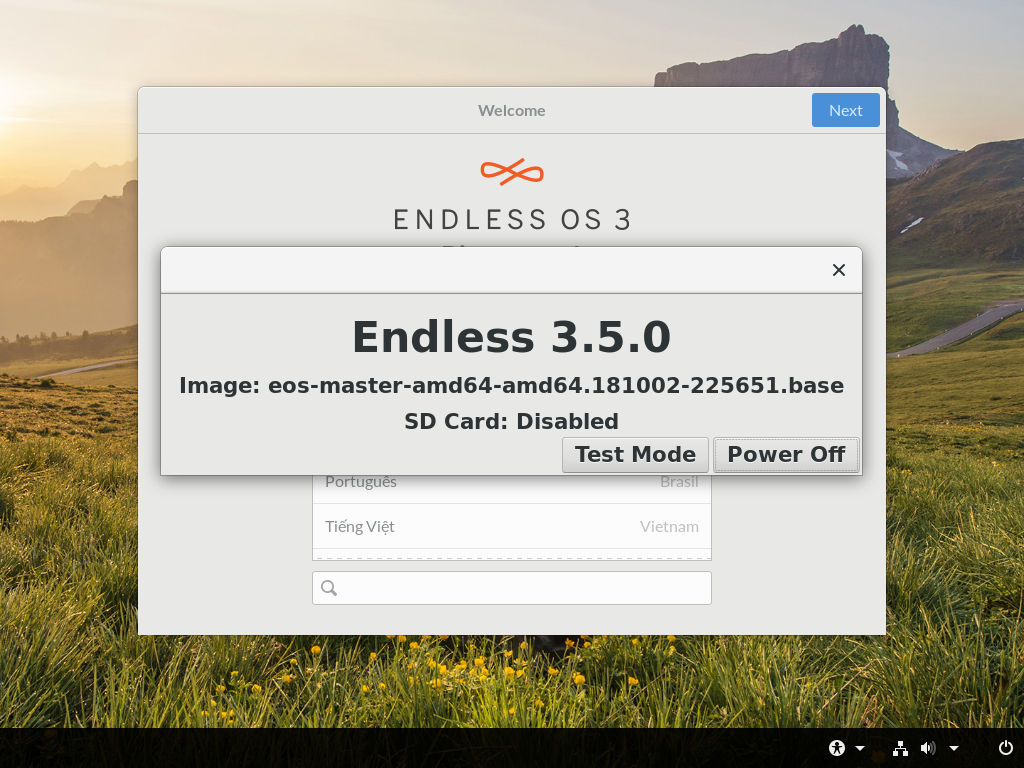 Welcome
Next
ENDLESS OS 3
Endless 3.5.0
Image: eos-master-amd64-amd64.181002-225651.base
SD Card: Disabled
Test Mode
Power Off
Português Brasil
Tiếng Việt Vietnam